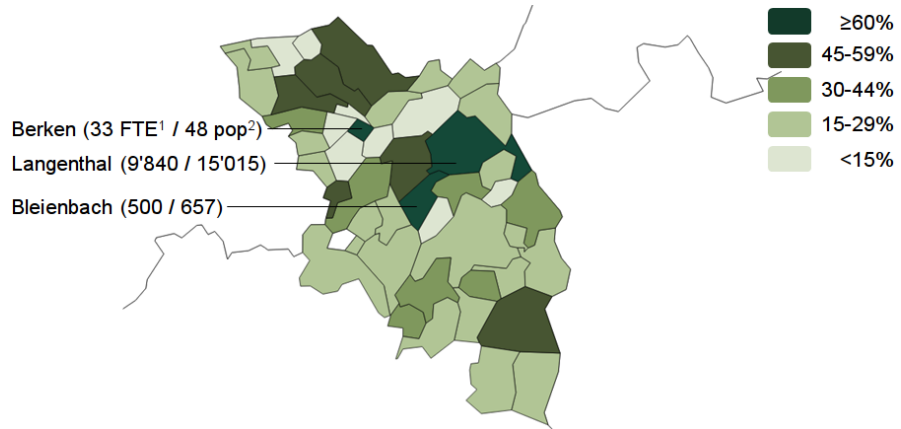 ≥60%
45-59%
30-44%
15-29%
<15%
Berken (33 FTE¹ / 48 pop²)
Langenthal (9'840 / 15'015)
Bleienbach (500 / 657)